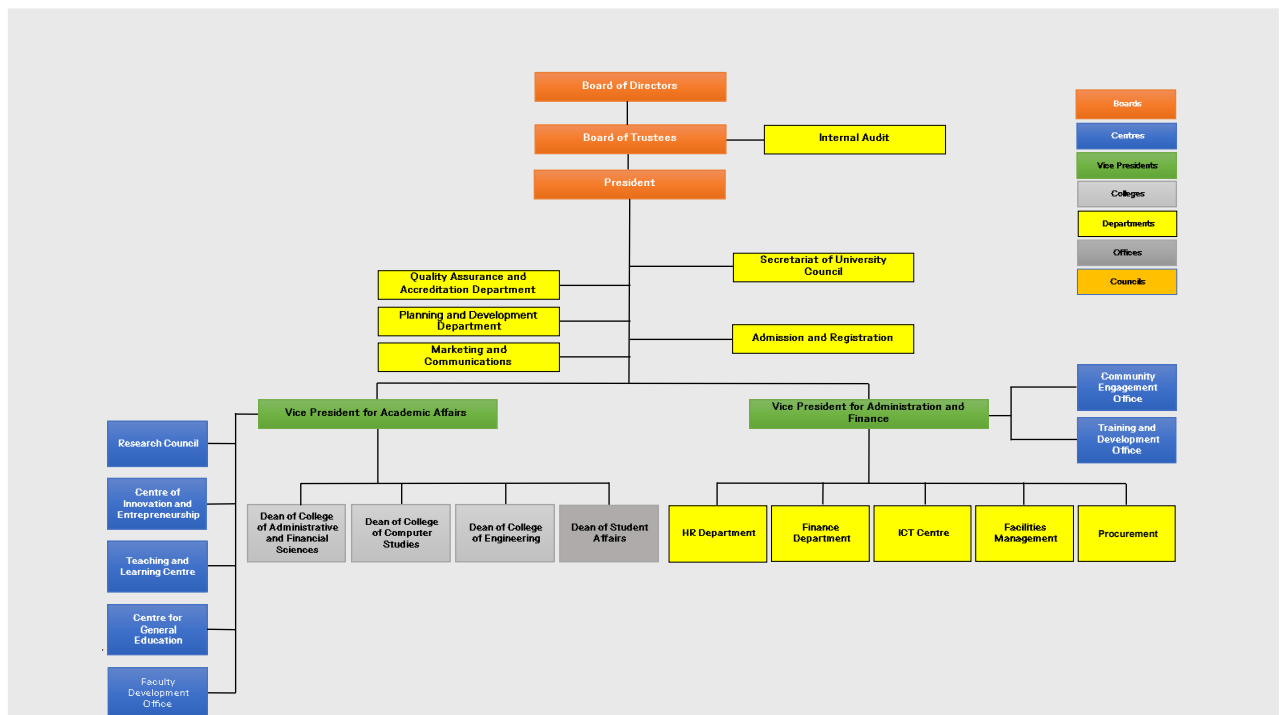 Board of Directors
Board of Trustees
Internal Audit
President
Boards
Centres
Vice Presidents
Colleges
Departments
Offices
Councils
Secretariat of University
Council
Quality Assurance and
Accreditation Department
Planning and Development
Department
Admission and Registration
Marketing and
Communications
Vice President for Academic Affairs
Vice President for Administration and
Finance
Community
Engagement
Office
Training and
Development
Office
Research Council
Centre of
Innovation and
Entrepreneurship
Teaching and
Learning Centre
Centre for
General
Education
Faculty
Development
Office
Dean of College
of Administrative
and Financial
Sciences
Dean of College
of Computer
Studies
Dean of College
of Engineering
Dean of Student
Affairs
HR Department
Finance
Department
ICT Centre
Facilities
Management
Procurement